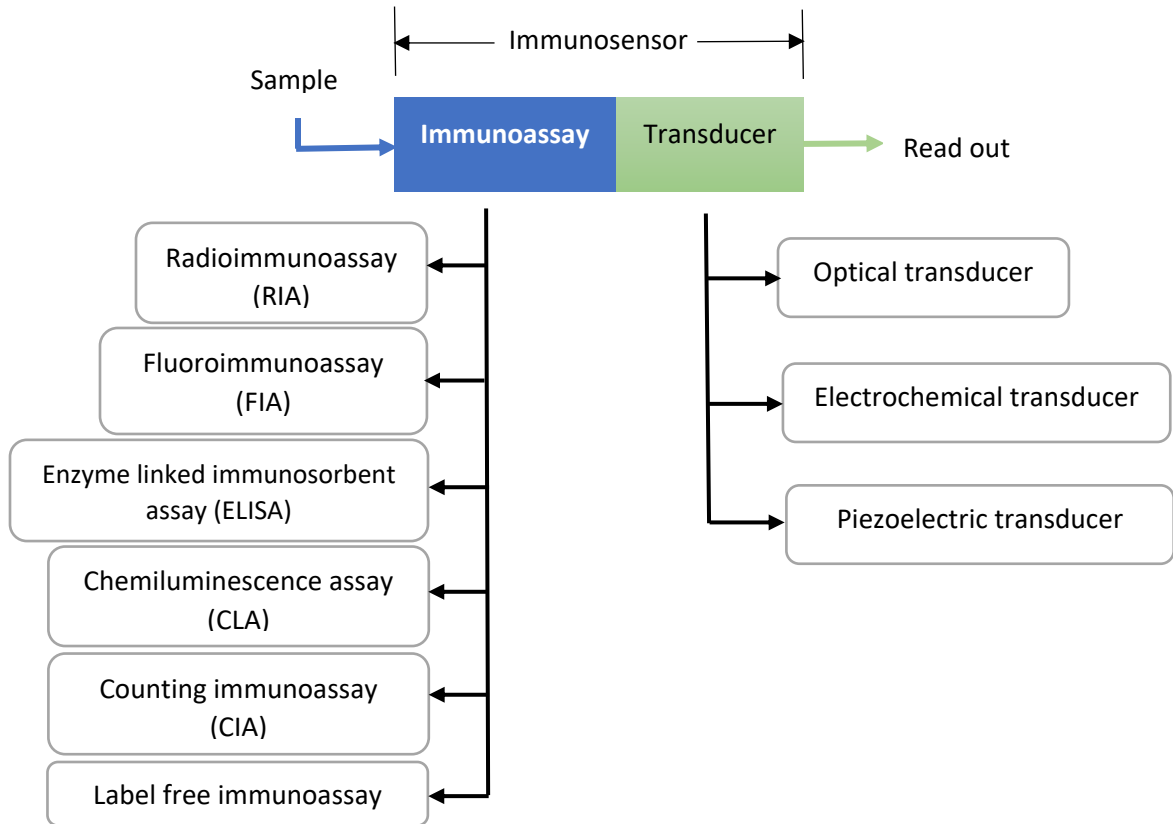 Immunosensor
Sample
Immunoassay
Transducer
Read out
Radioimmunoassay
(RIA)
Fluoroimmunoassay
(FIA)
Enzyme linked immunosorbent
assay (ELISA)
Chemiluminescence assay
(CLA)
Counting immunoassay
(CIA)
Label free immunoassay
Optical transducer
Electrochemical transducer
Piezoelectric transducer